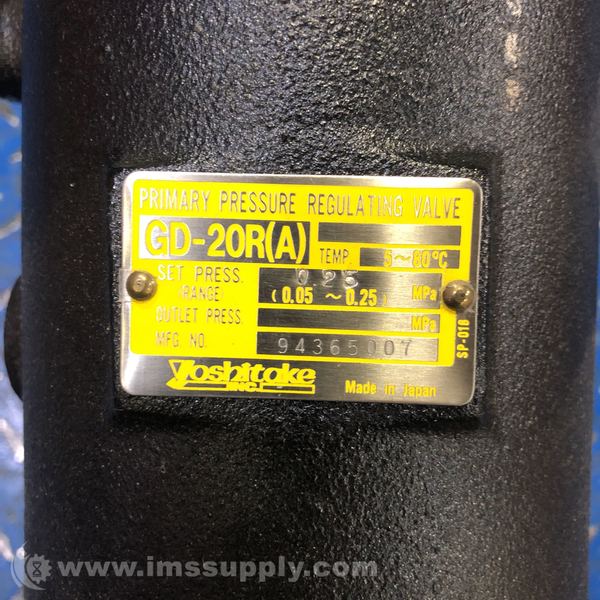 PRIMARY PRESSURE REGULATING VALVE
GD-20R(A) TEMP. 5~80°C
SET PRESS. 0.25
RANGE (0.05 ~ 0.25) MPa
OUTLET PRESS. MPa
MFG. NO. 94365007
SP-018
Yoshitake
INC.
Made in Japan
www.imssupply.com